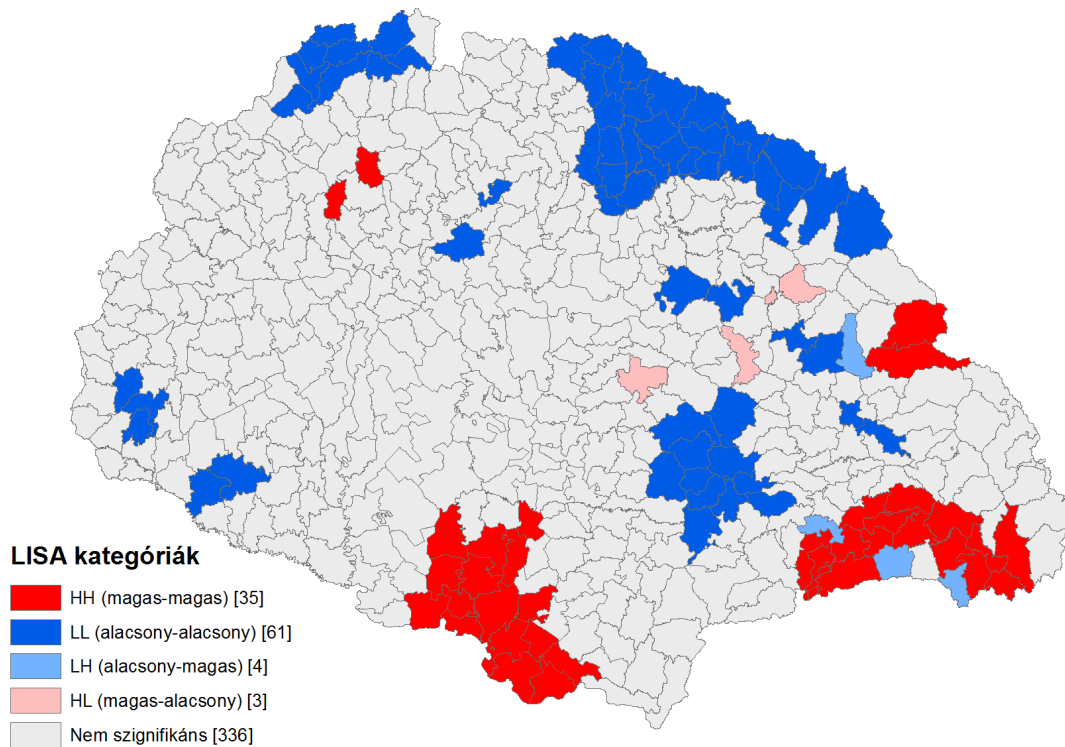 LISA kategóriák
HH (magas-magas) [35]
LL (alacsony-alacsony) [61]
LH (alacsony-magas) [4]
HL (magas-alacsony) [3]
Nem szignifikáns [336]